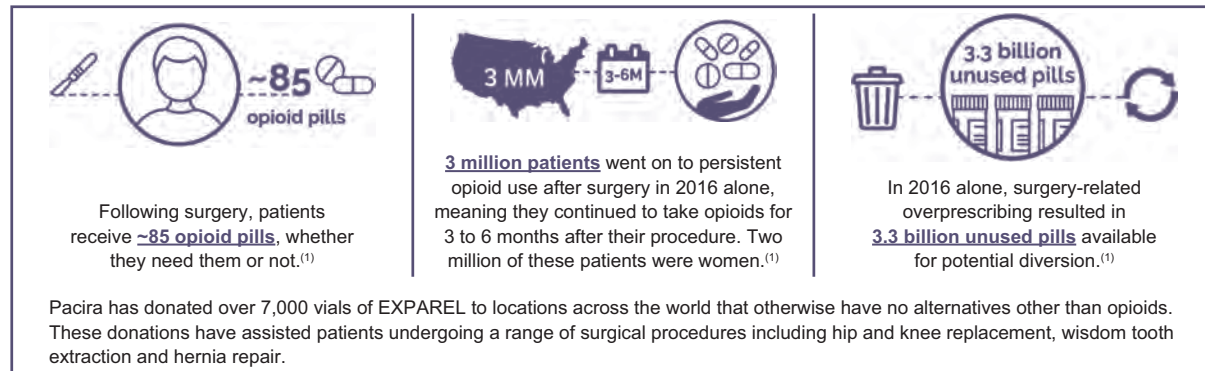 ~85
opioid pills
Following surgery, patients
receive ~85 opioid pills, whether
they need them or not.(1)
3 MM
3-6M
3 million patients went on to persistent
opioid use after surgery in 2016 alone,
meaning they continued to take opioids for
3 to 6 months after their procedure. Two
million of these patients were women.(1)
3.3 billion
unused pills
In 2016 alone, surgery-related
overprescribing resulted in
3.3 billion unused pills available
for potential diversion.(1)
Pacira has donated over 7,000 vials of EXPAREL to locations across the world that otherwise have no alternatives other than opioids.
These donations have assisted patients undergoing a range of surgical procedures including hip and knee replacement, wisdom tooth
extraction and hernia repair.